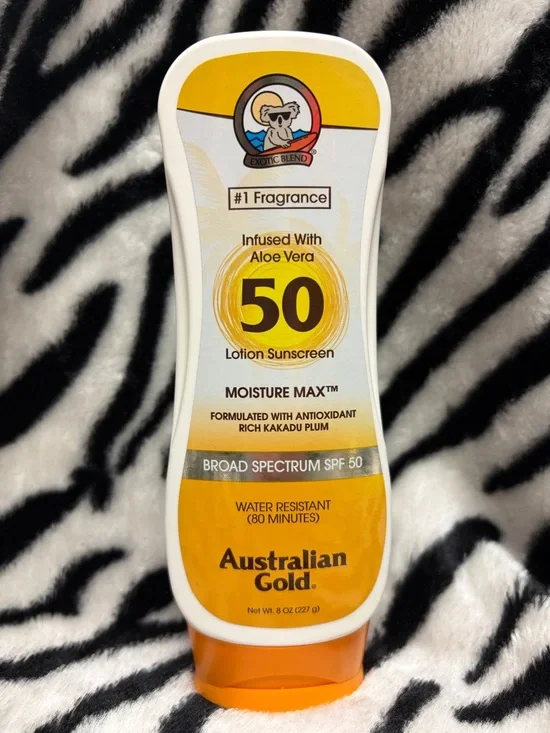 EXOTIC BLEND®
#1 Fragrance
Infused With
Aloe Vera
50
Lotion Sunscreen
MOISTURE MAX™
FORMULATED WITH ANTIOXIDANT
RICH KAKADU PLUM
BROAD SPECTRUM SPF 50
WATER RESISTANT
(80 MINUTES)
Australian
Gold®
Net Wt. 8 OZ (227 g)